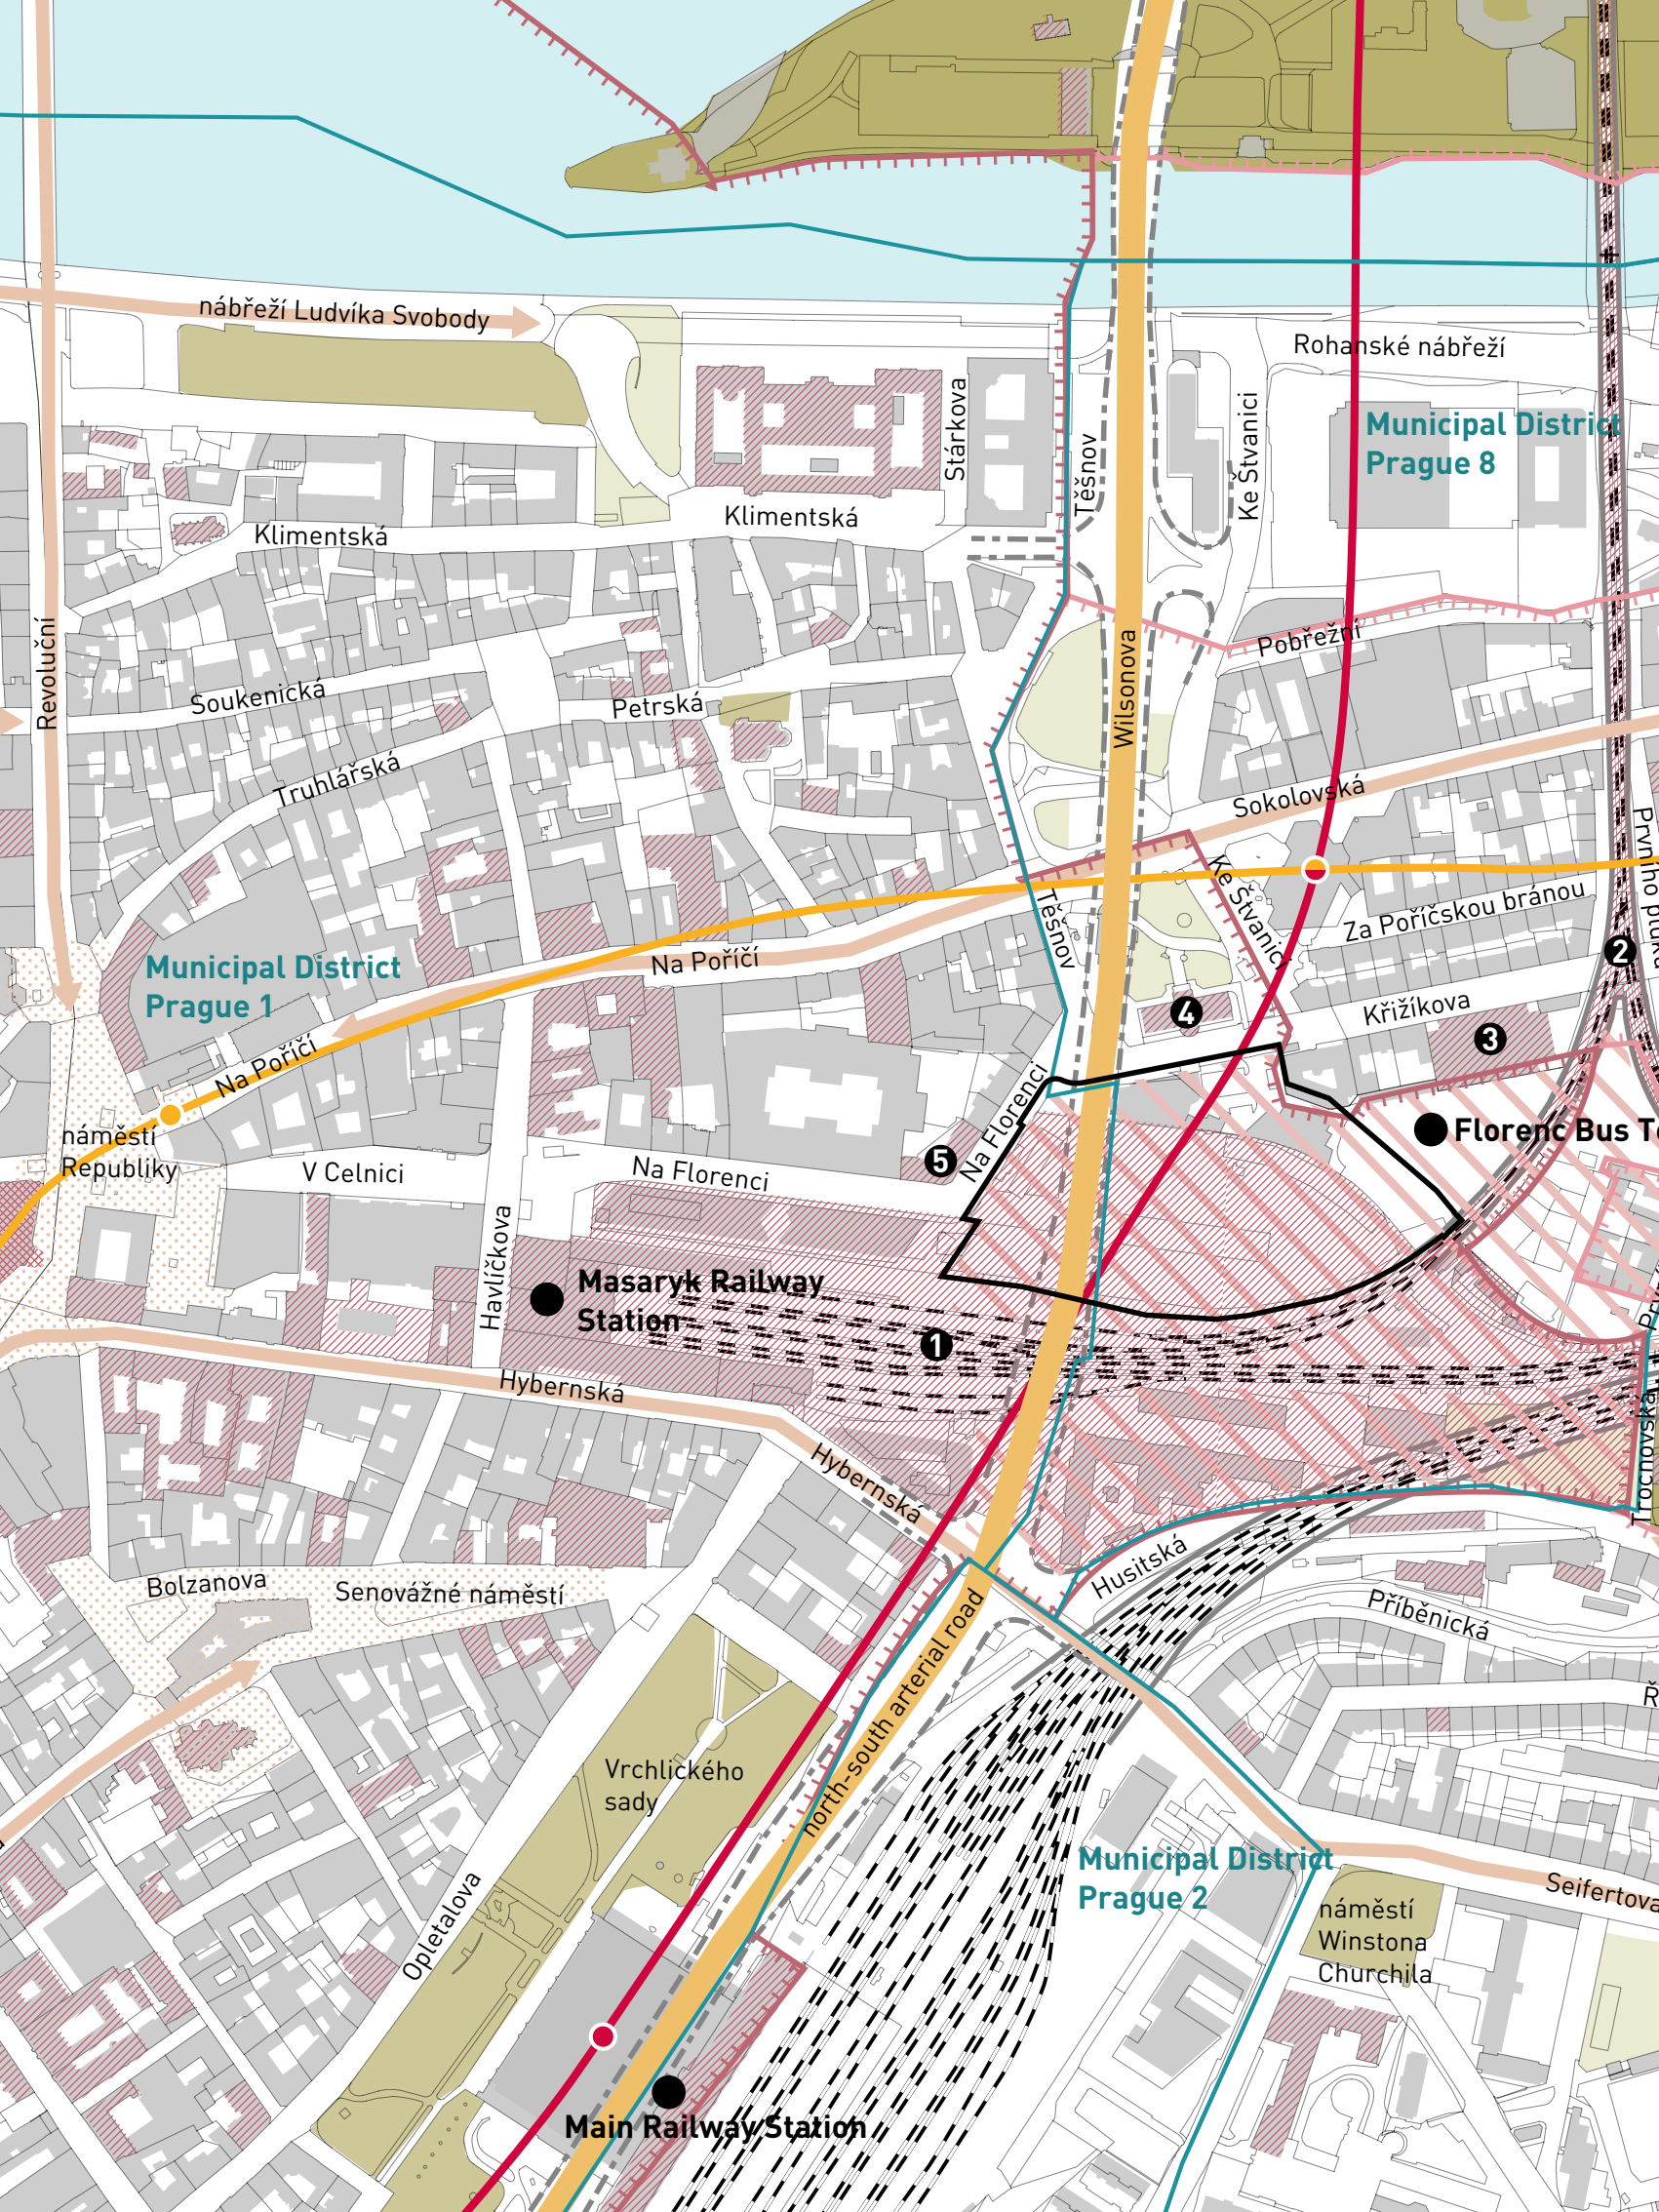 nábřeží Ludvíka Svobody
Rohanské nábřeží
Stárkova
Těšnov
Ke Štvanici
Municipal District
Prague 8
Klimentská
Klimentská
Revoluční
Soukenická
Petrská
Wilsonova
Pobřežní
Truhlářská
Sokolovská
Ke Štvanici
Těšnov
Na Poříčí
Za Poříčskou bránou
Prvního pluku
2
Municipal District
Prague 1
Křižíkova
4
3
Na Poříčí
Na Florenci
Florenc Bus Te
náměstí
Republiky
V Celnici
Na Florenci
5
Havlíčkova
Masaryk Railway
Station
1
Hybernská
Hybernská
Trocnovská
Husitská
Bolzanova
Senovážné náměstí
Příběnická
north-south arterial road
Ř
Vrchlického
sady
Municipal District
Prague 2
Seifertova
náměstí
Winstona
Churchila
Opletalova
Main Railway Station